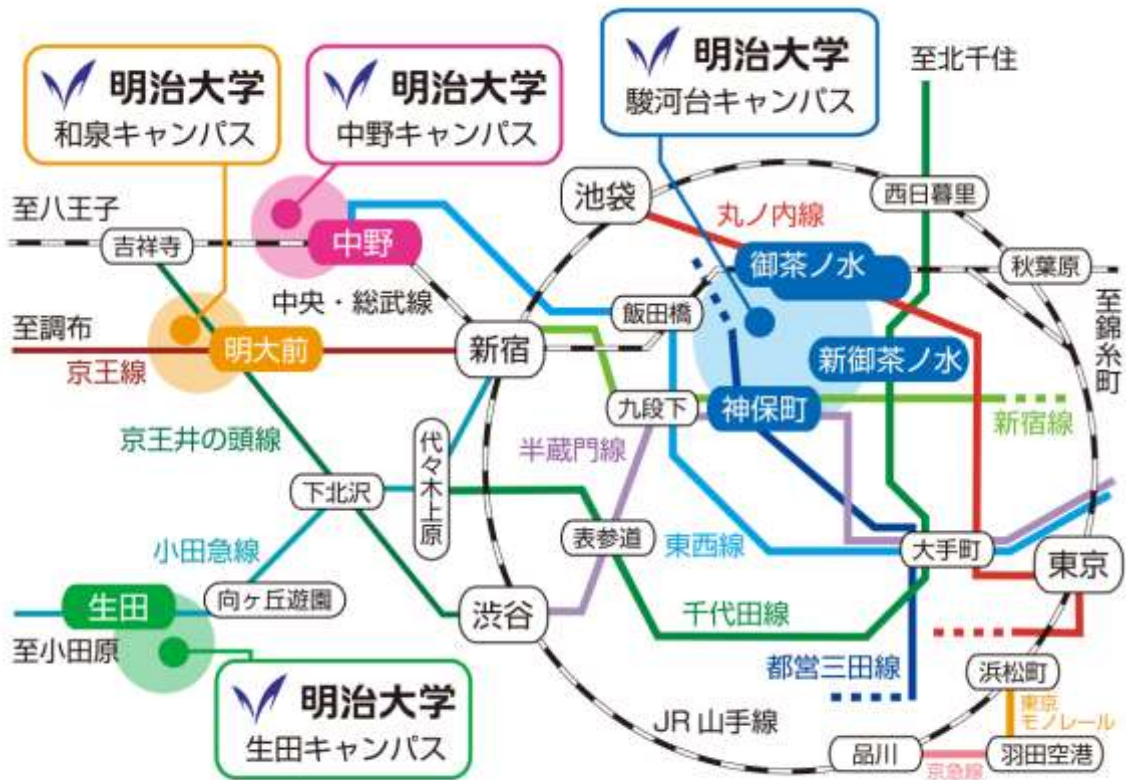 明治大学
和泉キャンパス
明治大学
中野キャンパス
明治大学
駿河台キャンパス
至北千住
池袋
西日暮里
至八王子
丸ノ内線
吉祥寺
中野
御茶ノ水
秋葉原
中央・総武線
飯田橋
至錦糸町
至調布
明大前
新宿
新御茶ノ水
京王線
九段下
神保町
新宿線
京王井の頭線
代々木上原
半蔵門線
下北沢
小田急線
表参道
東西線
大手町
東京
生田
向ヶ丘遊園
渋谷
千代田線
至小田原
都営三田線
浜松町
明治大学
生田キャンパス
JR 山手線
東京
モノレール
品川
京急線
羽田空港